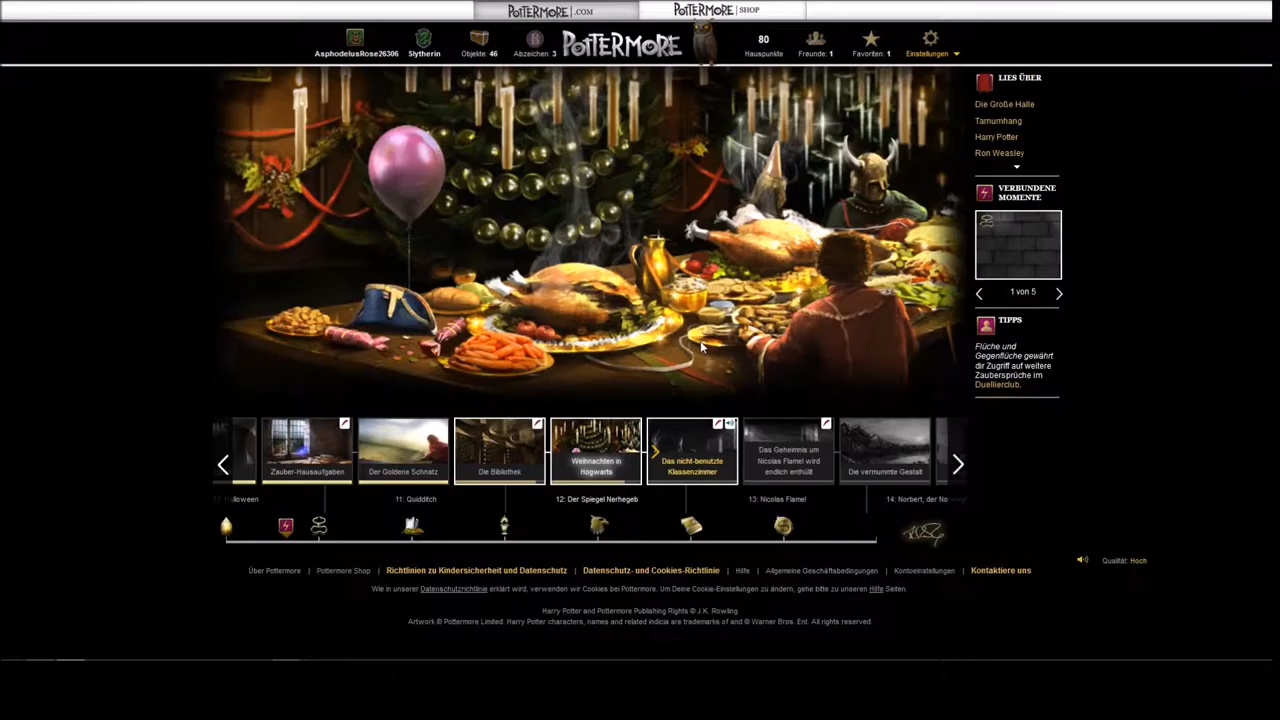 POTTERMORE|.COM
POTTERMORE|SHOP
AsphodelusRose26306
Slytherin
Objekte: 46
Abzeichen: 3
POTTERMORE
80
Hauspunkte
Freunde: 1
Favoriten: 1
Einstellungen
LIES ÜBER
Die Große Halle
Tarnumhang
Harry Potter
Ron Weasley
VERBUNDENE
MOMENTE
1 von 5
TIPPS
Flüche und
Gegenflüche gewährt
dir Zugriff auf weitere
Zaubersprüche im
Duellierclub.
Zauber-Hausaufgaben
Der Goldene Schnatz
Die Bibliothek
Weihnachten in
Hogwarts
Das nicht-benutzte
Klassenzimmer
Das Geheimnis um
Nicolas Flamel wird
endlich enthüllt
Die vermummte Gestalt
Halloween
11: Quidditch
12: Der Spiegel Nerhegeb
13: Nicolas Flamel
14: Norbert, der No
Qualität: Hoch
Über Pottermore | Pottermore Shop | Richtlinien zu Kindersicherheit und Datenschutz | Datenschutz- und Cookies-Richtlinie | Hilfe | Allgemeine Geschäftsbedingungen | Kontoeinstellungen | Kontaktiere uns
Wie in unserer Datenschutzrichtlinie erklärt wird, verwenden wir Cookies bei Pottermore. Um Deine Cookie-Einstellungen zu ändern, gehe bitte zu unseren Hilfe Seiten.
Harry Potter and Pottermore Publishing Rights © J.K. Rowling
Artwork © Pottermore Limited. Harry Potter characters, names and related indicia are trademarks of and © Warner Bros. Ent. All rights reserved.